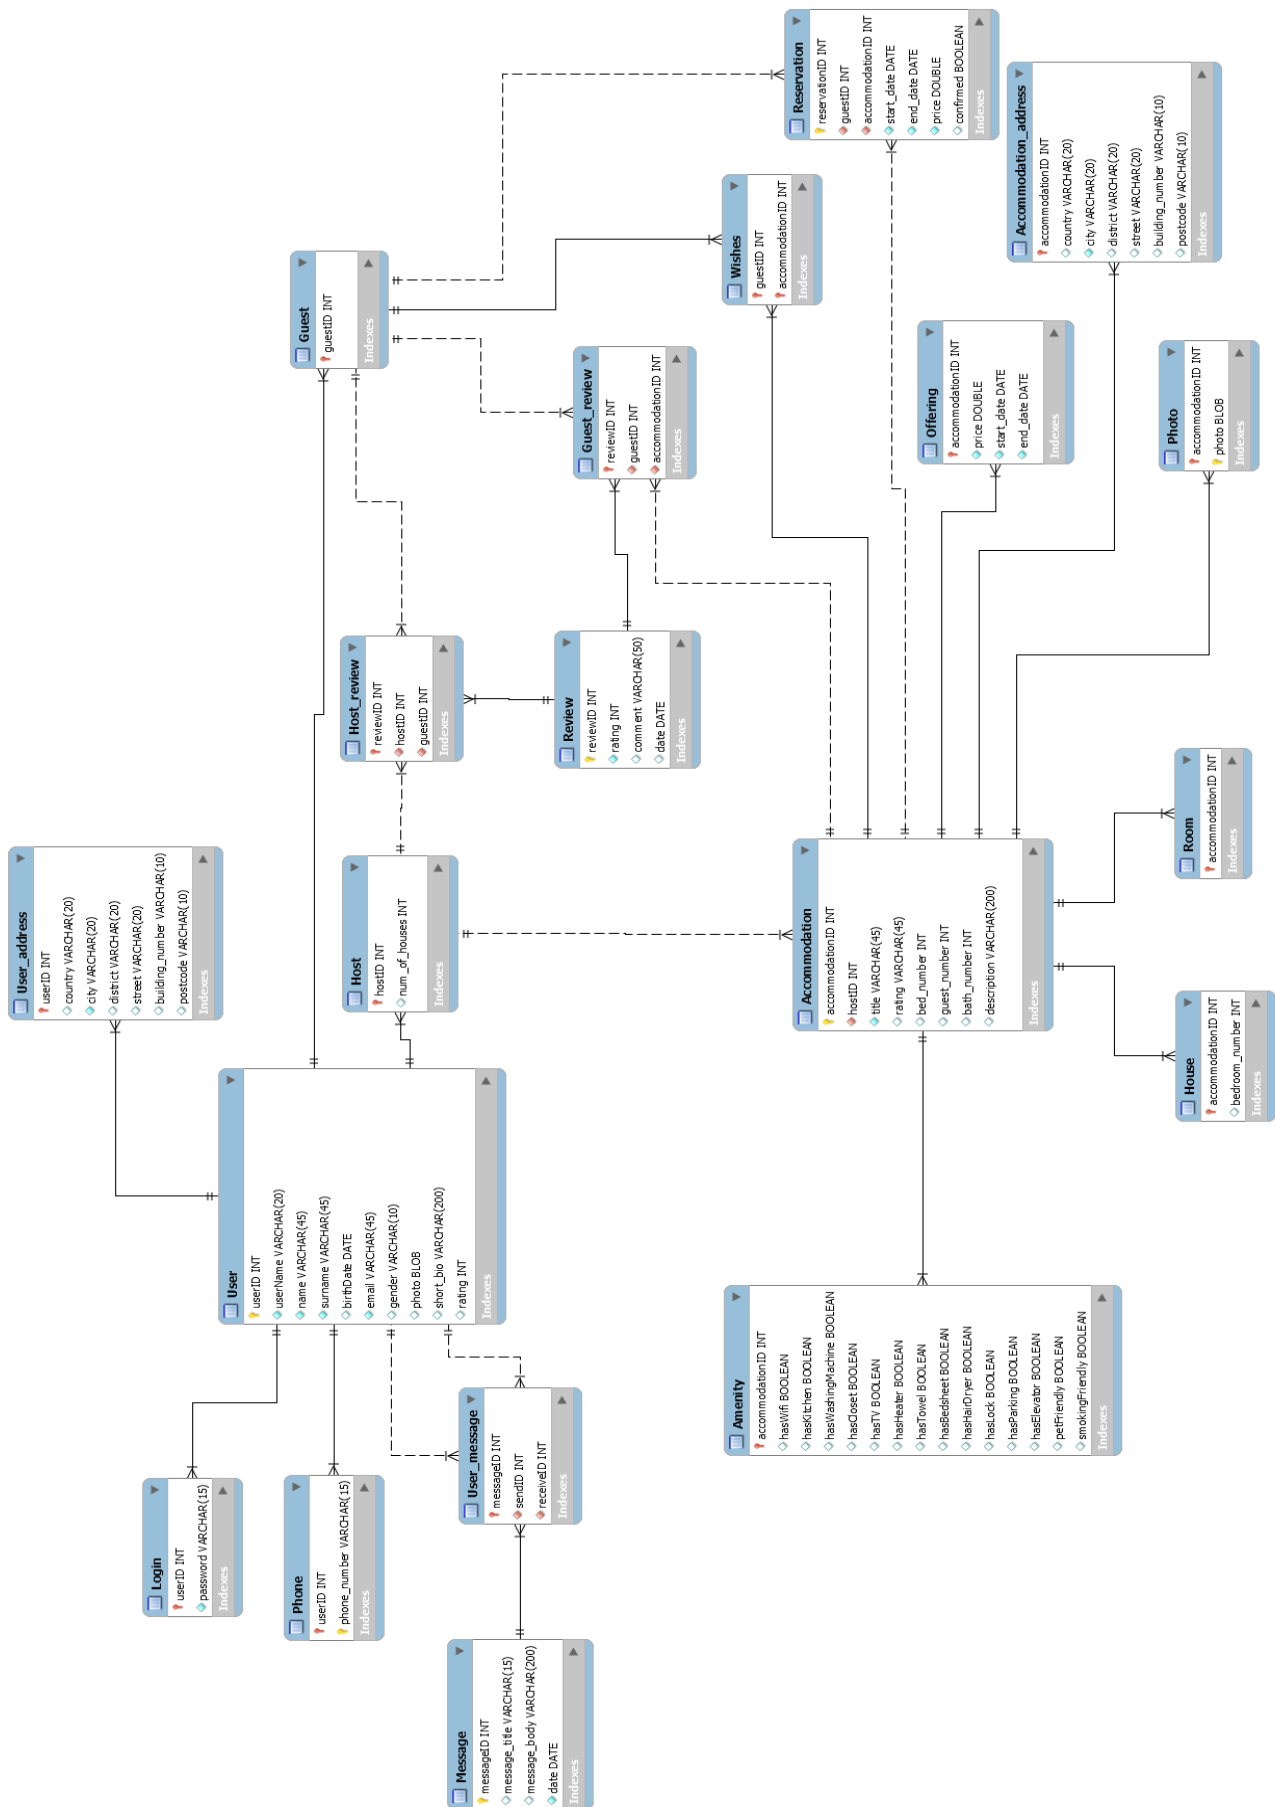 Reservation
reservationID INT
guestID INT
accommodationID INT
start_date DATE
end_date DATE
price DOUBLE
confirmed BOOLEAN
Indexes
Accommodation_address
accommodationID INT
country VARCHAR(20)
city VARCHAR(20)
district VARCHAR(20)
street VARCHAR(20)
building_number VARCHAR(10)
postcode VARCHAR(10)
Indexes
Wishes
guestID INT
accommodationID INT
Indexes
Guest
guestID INT
Indexes
Guest_review
reviewID INT
guestID INT
accommodationID INT
Indexes
Offering
accommodationID INT
price DOUBLE
start_date DATE
end_date DATE
Indexes
Photo
accommodationID INT
photo BLOB
Indexes
Host_review
reviewID INT
hostID INT
guestID INT
Indexes
Review
reviewID INT
rating INT
comment VARCHAR(50)
date DATE
Indexes
Room
accommodationID INT
Indexes
User_address
userID INT
country VARCHAR(20)
city VARCHAR(20)
district VARCHAR(20)
street VARCHAR(20)
building_number VARCHAR(10)
postcode VARCHAR(10)
Indexes
Host
hostID INT
num_of_houses INT
Indexes
Accommodation
accommodationID INT
hostID INT
title VARCHAR(45)
rating VARCHAR(45)
bed_number INT
guest_number INT
bath_number INT
description VARCHAR(200)
Indexes
House
accommodationID INT
bedroom_number INT
Indexes
User
userID INT
userName VARCHAR(20)
name VARCHAR(45)
surname VARCHAR(45)
birthDate DATE
email VARCHAR(45)
gender VARCHAR(10)
photo BLOB
short_bio VARCHAR(200)
rating INT
Indexes
Amenity
accommodationID INT
hasWifi BOOLEAN
hasKitchen BOOLEAN
hasWashingMachine BOOLEAN
hasCloset BOOLEAN
hasTV BOOLEAN
hasHeater BOOLEAN
hasTowel BOOLEAN
hasBedsheet BOOLEAN
hasHairDryer BOOLEAN
hasLock BOOLEAN
hasParking BOOLEAN
hasElevator BOOLEAN
petFriendly BOOLEAN
smokingFriendly BOOLEAN
Indexes
Login
userID INT
password VARCHAR(15)
Indexes
Phone
userID INT
phone_number VARCHAR(15)
Indexes
User_message
messageID INT
sendID INT
receiveID INT
Indexes
Message
messageID INT
message_title VARCHAR(15)
message_body VARCHAR(200)
date DATE
Indexes